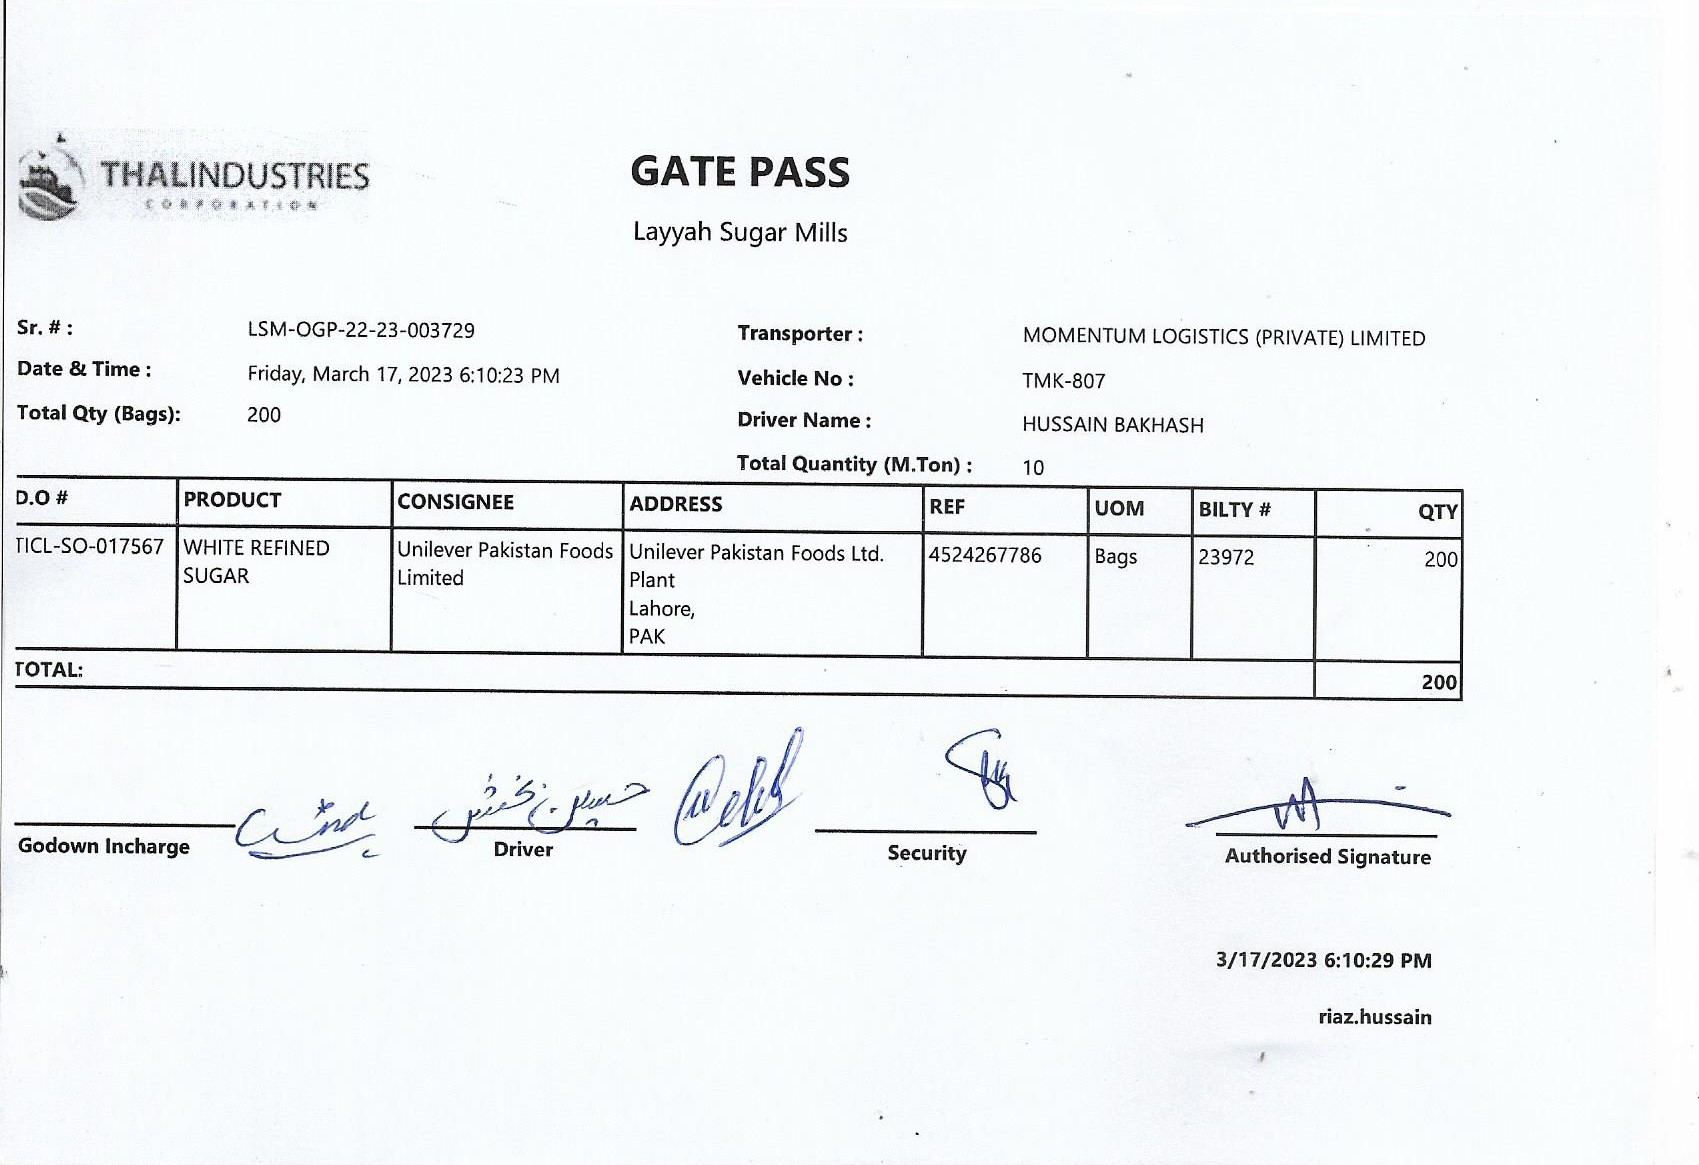 THALINDUSTRIES
CORPORATION
GATE PASS
Layyah Sugar Mills
Sr. # : LSM-OGP-22-23-003729
Date & Time : Friday, March 17, 2023 6:10:23 PM
Total Qty (Bags): 200
Transporter : MOMENTUM LOGISTICS (PRIVATE) LIMITED
Vehicle No : TMK-807
Driver Name : HUSSAIN BAKHASH
Total Quantity (M.Ton) : 10
D.O # PRODUCT CONSIGNEE ADDRESS REF UOM BILTY # QTY
TICL-SO-017567 WHITE REFINED Unilever Pakistan Foods Unilever Pakistan Foods Ltd. 4524267786 Bags 23972 200
SUGAR Limited Plant
Lahore,
PAK
TOTAL: 200
حسین بخش
Godown Incharge Driver Security Authorised Signature
3/17/2023 6:10:29 PM
riaz.hussain